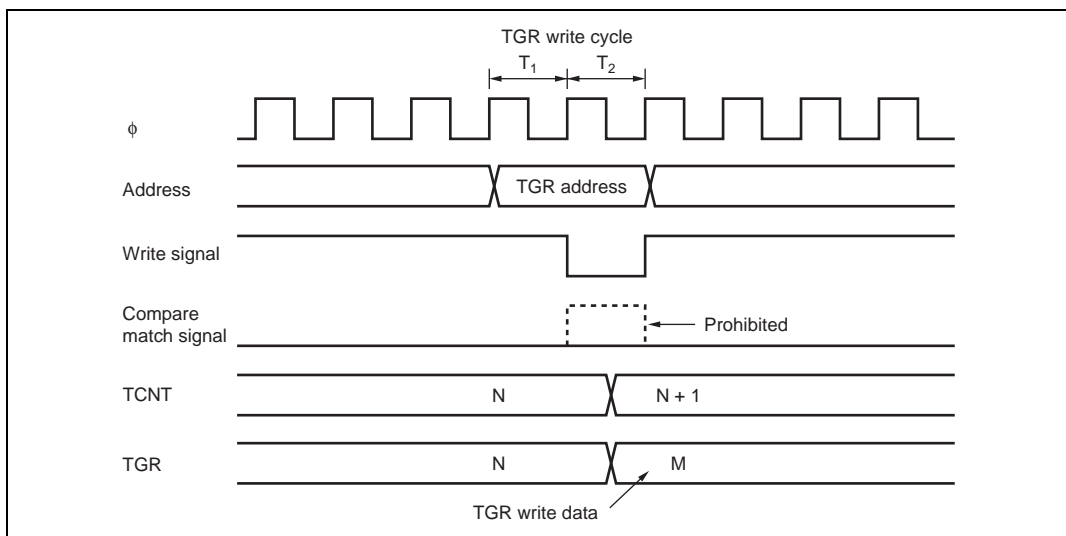 TGR write cycle
T1 T2
ϕ
Address
TGR address
Write signal
Compare
match signal
Prohibited
TCNT
N
N + 1
TGR
N
M
TGR write data